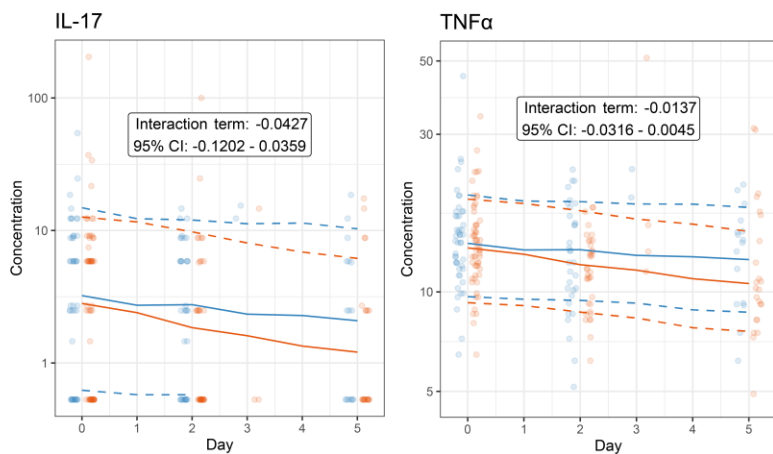 IL-17
Concentration
100
10
1
Interaction term: -0.0427
95% CI: -0.1202 - 0.0359
0 1 2 3 4 5
Day
TNFα
Concentration
50
30
10
5
Interaction term: -0.0137
95% CI: -0.0316 - 0.0045
0 1 2 3 4 5
Day